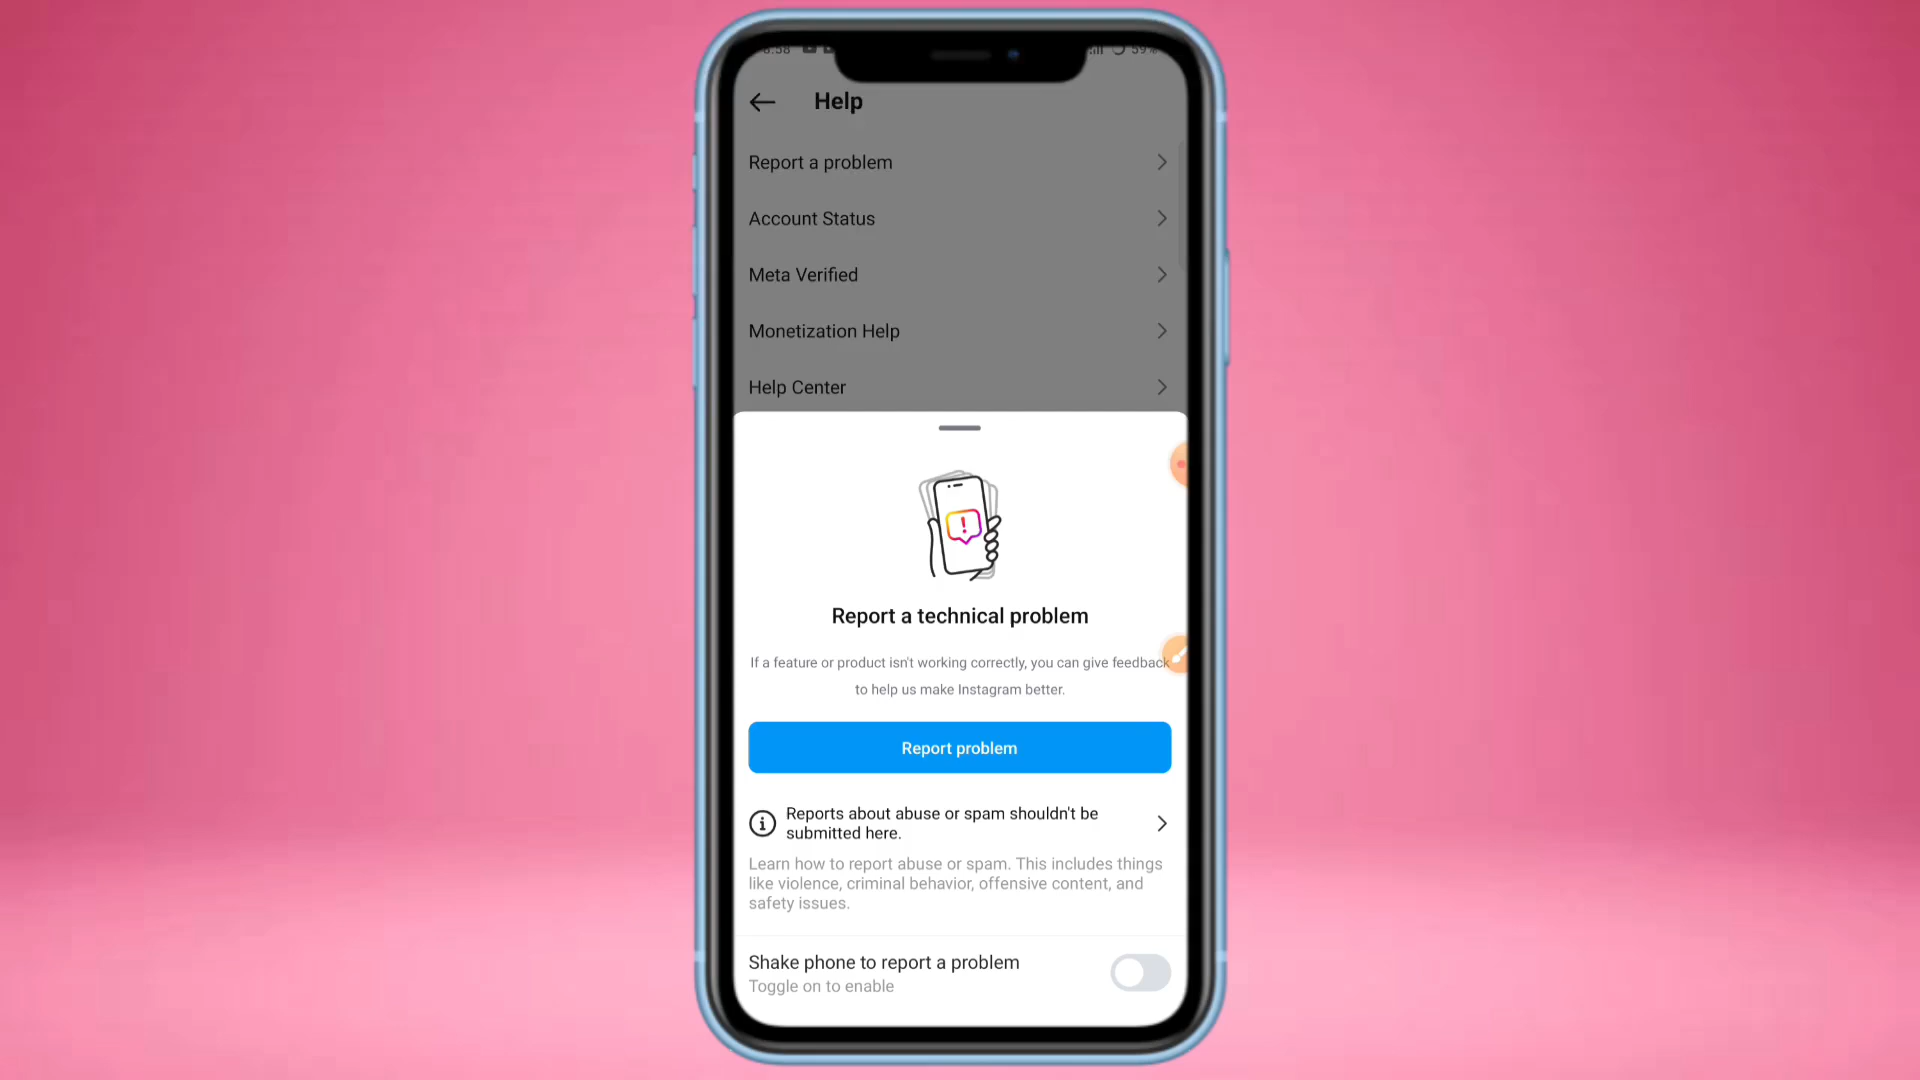 Help
Report a problem
Account Status
Meta Verified
Monetization Help
Help Center
Report a technical problem
If a feature or product isn't working correctly, you can give feedback
to help us make Instagram better.
Report problem
Reports about abuse or spam shouldn't be
submitted here.
Learn how to report abuse or spam. This includes things
like violence, criminal behavior, offensive content, and
safety issues.
Shake phone to report a problem
Toggle on to enable